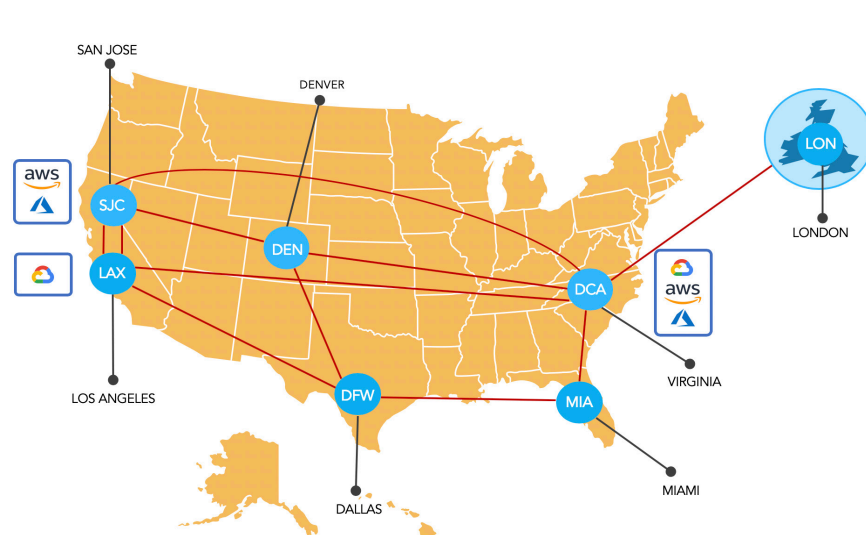 SAN JOSE
DENVER
aws
SJC
LON
LONDON
DEN
LAX
DCA
aws
VIRGINIA
LOS ANGELES
DFW
MIA
MIAMI
DALLAS